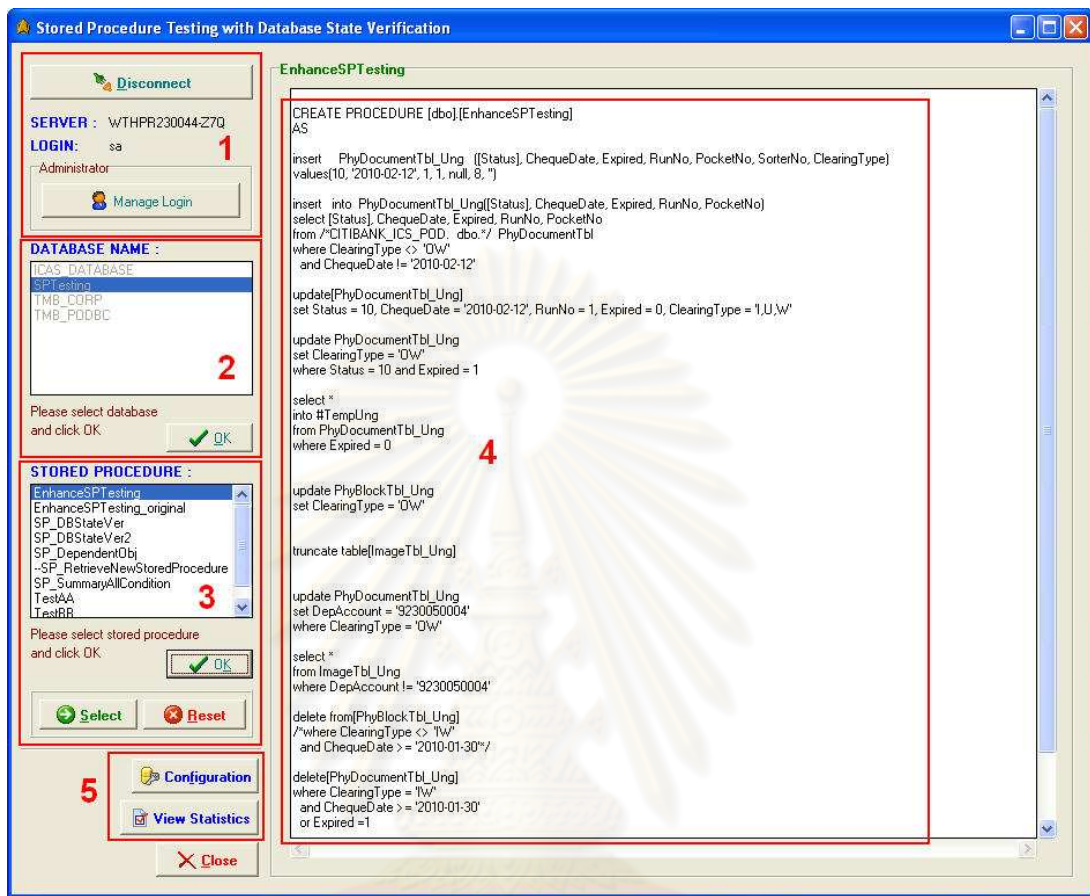 Stored Procedure Testing with Database State Verification
Disconnect
SERVER : WTHPR230044-Z7Q
LOGIN: sa
1
Administrator
Manage Login
DATABASE NAME :
ICAS_DATABASE
SPTesting
TMB_CORP
TMB_PODBC
2
Please select database
and click OK
OK
STORED PROCEDURE :
EnhanceSPTesting
EnhanceSPTesting_original
SP_DBStateVer
SP_DBStateVer2
SP_DependentObj
--SP_RetrieveNewStoredProcedure
SP_SummaryAllCondition
TestAA
TestBB
3
Please select stored procedure
and click OK
OK
Select
Reset
5
Configuration
View Statistics
Close
EnhanceSPTesting
CREATE PROCEDURE [dbo].[EnhanceSPTesting]
AS
insert PhyDocumentTbl_Ung ([Status], ChequeDate, Expired, RunNo, PocketNo, SorterNo, ClearingType)
values(10, '2010-02-12', 1, 1, null, 8, '')
insert into PhyDocumentTbl_Ung([Status], ChequeDate, Expired, RunNo, PocketNo)
select [Status], ChequeDate, Expired, RunNo, PocketNo
from /*CITIBANK_ICS_POD. dbo.*/ PhyDocumentTbl
where ClearingType <> 'OW'
and ChequeDate != '2010-02-12'
update[PhyDocumentTbl_Ung]
set Status = 10, ChequeDate = '2010-02-12', RunNo = 1, Expired = 0, ClearingType = 'I,U,W'
update PhyDocumentTbl_Ung
set ClearingType = 'OW'
where Status = 10 and Expired = 1
select *
into #TempUng
from PhyDocumentTbl_Ung
where Expired = 0
4
update PhyBlockTbl_Ung
set ClearingType = 'OW'
truncate table[ImageTbl_Ung]
update PhyDocumentTbl_Ung
set DepAccount = '9230050004'
where ClearingType = 'OW'
select *
from ImageTbl_Ung
where DepAccount != '9230050004'
delete from[PhyBlockTbl_Ung]
/*where ClearingType <> 'IW'
and ChequeDate >= '2010-01-30'*/
delete[PhyDocumentTbl_Ung]
where ClearingType = 'IW'
and ChequeDate >= '2010-01-30'
or Expired =1